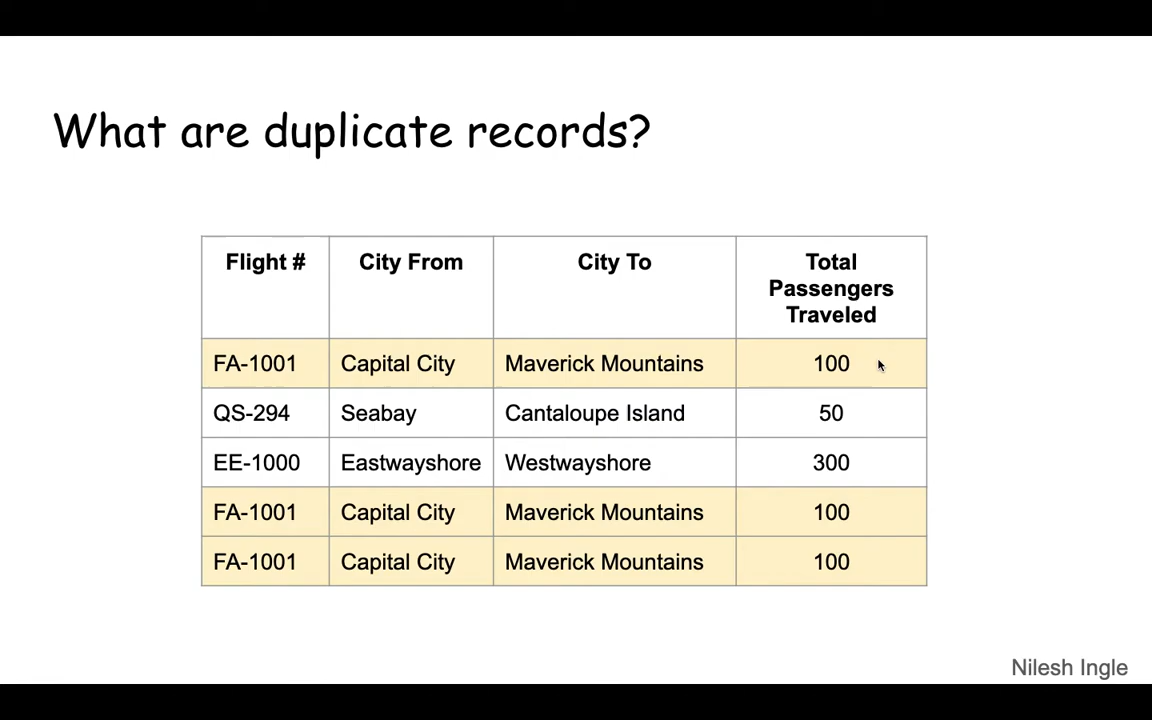 What are duplicate records?
Flight # City From City To Total
Passengers
Traveled
FA-1001 Capital City Maverick Mountains 100
QS-294 Seabay Cantaloupe Island 50
EE-1000 Eastwayshore Westwayshore 300
FA-1001 Capital City Maverick Mountains 100
FA-1001 Capital City Maverick Mountains 100
Nilesh Ingle